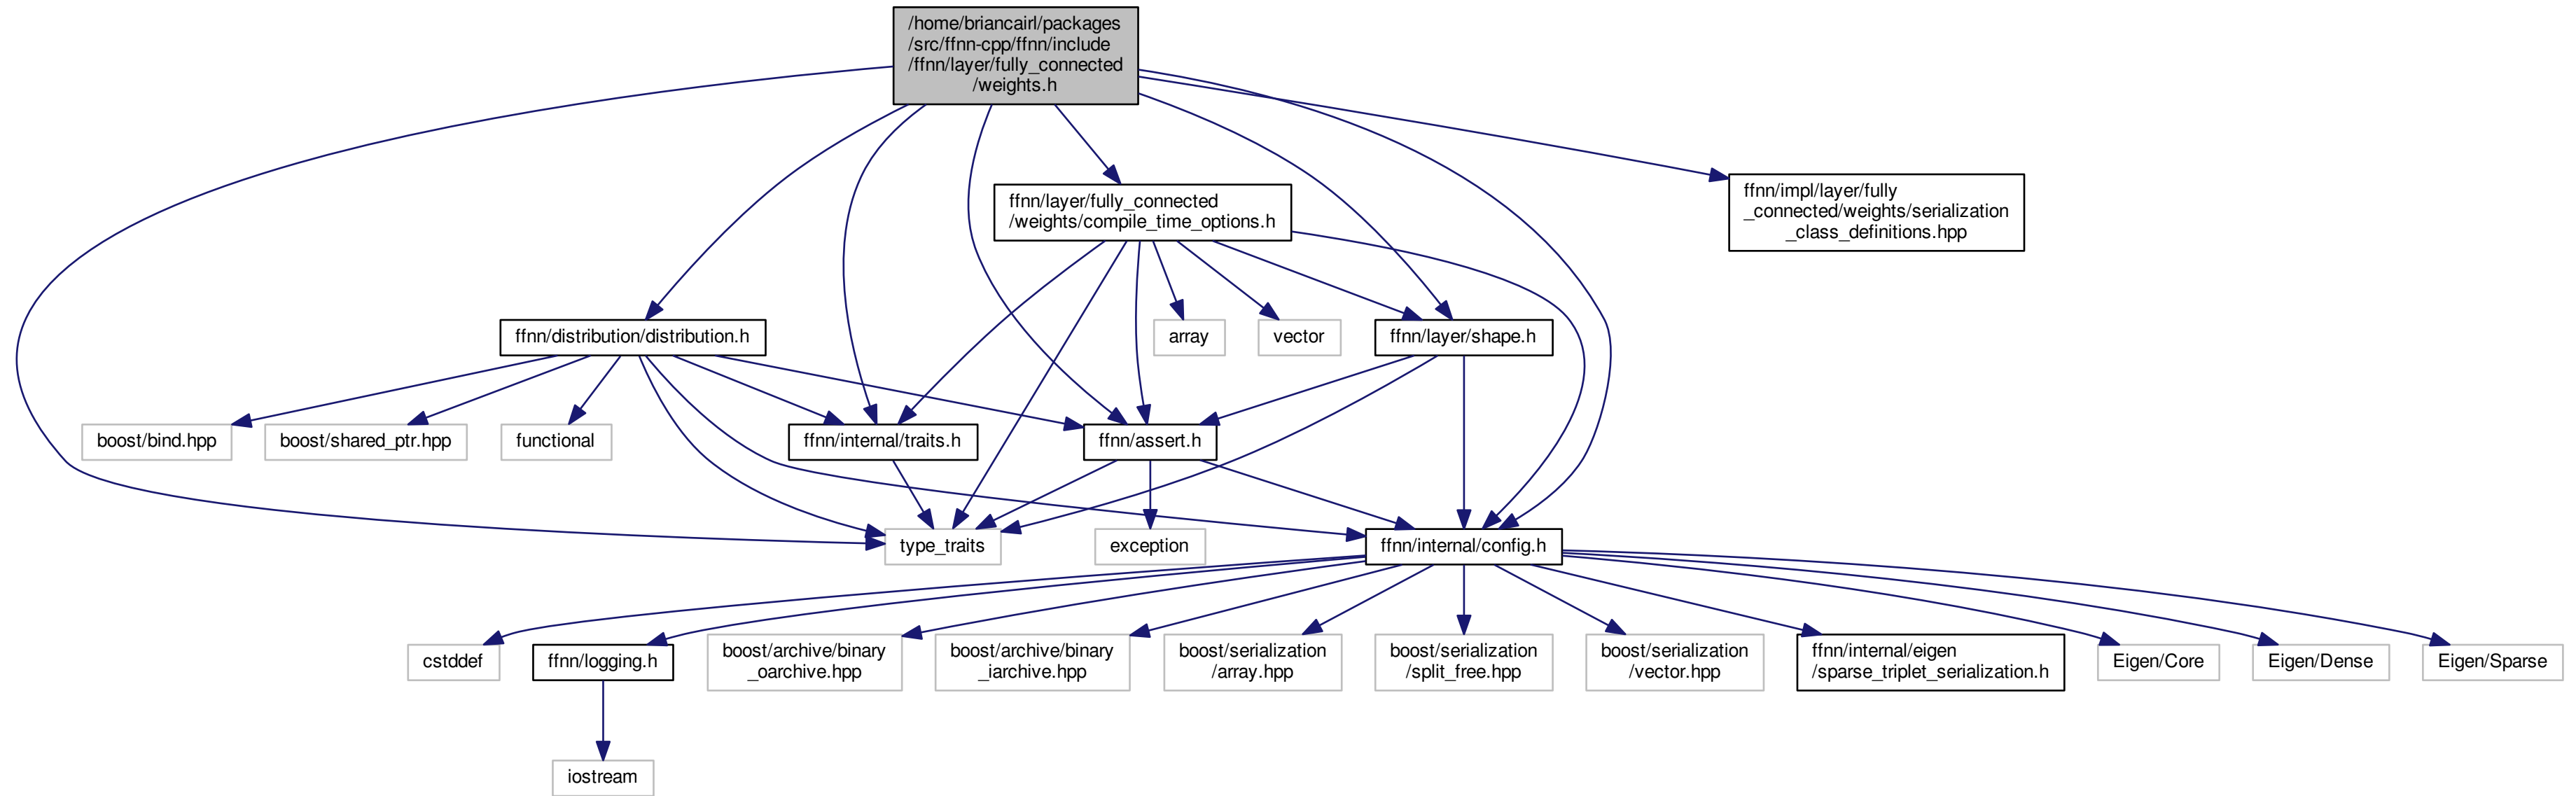 /home/briancairl/packages
/src/ffnn-cpp/ffnn/include
/ffnn/layer/fully_connected
/weights.h
ffnn/layer/fully_connected
/weights/compile_time_options.h
ffnn/impl/layer/fully
_connected/weights/serialization
_class_definitions.hpp
ffnn/distribution/distribution.h
array
vector
ffnn/layer/shape.h
boost/bind.hpp
boost/shared_ptr.hpp
functional
ffnn/internal/traits.h
ffnn/assert.h
type_traits
exception
ffnn/internal/config.h
cstddef
ffnn/logging.h
boost/archive/binary
_oarchive.hpp
boost/archive/binary
_iarchive.hpp
boost/serialization
/array.hpp
boost/serialization
/split_free.hpp
boost/serialization
/vector.hpp
ffnn/internal/eigen
/sparse_triplet_serialization.h
Eigen/Core
Eigen/Dense
Eigen/Sparse
iostream